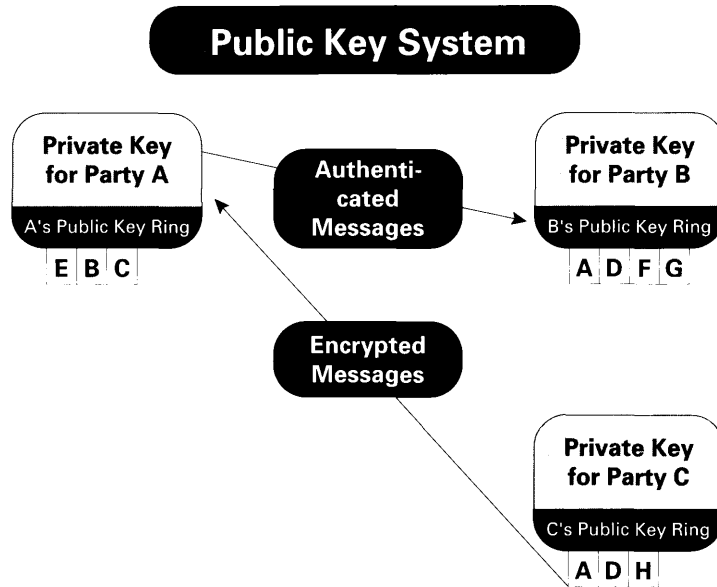 Public Key System
Private Key
for Party A
A's Public Key Ring
E B C
Authenti-
cated
Messages
Private Key
for Party B
B's Public Key Ring
A D F G
Encrypted
Messages
Private Key
for Party C
C's Public Key Ring
A D H